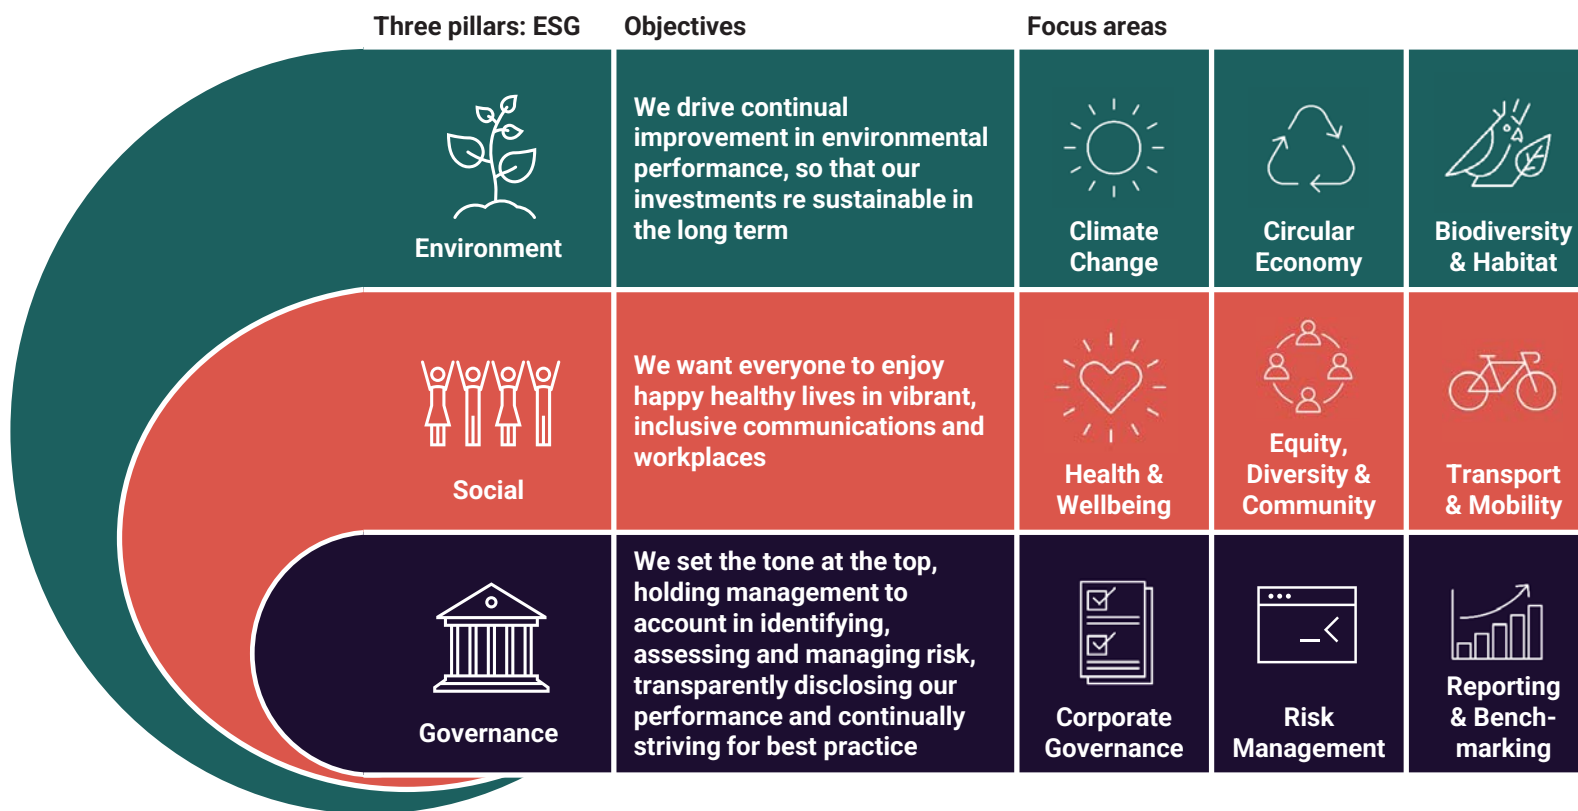 Three pillars: ESG
Objectives
Focus areas
Environment
We drive continual
improvement in environmental
performance, so that our
investments re sustainable in
the long term
Climate
Change
Circular
Economy
Biodiversity
& Habitat
Social
We want everyone to enjoy
happy healthy lives in vibrant,
inclusive communications and
workplaces
Health &
Wellbeing
Equity,
Diversity &
Community
Transport
& Mobility
Governance
We set the tone at the top,
holding management to
account in identifying,
assessing and managing risk,
transparently disclosing our
performance and continually
striving for best practice
Corporate
Governance
Risk
Management
Reporting
& Bench-
marking